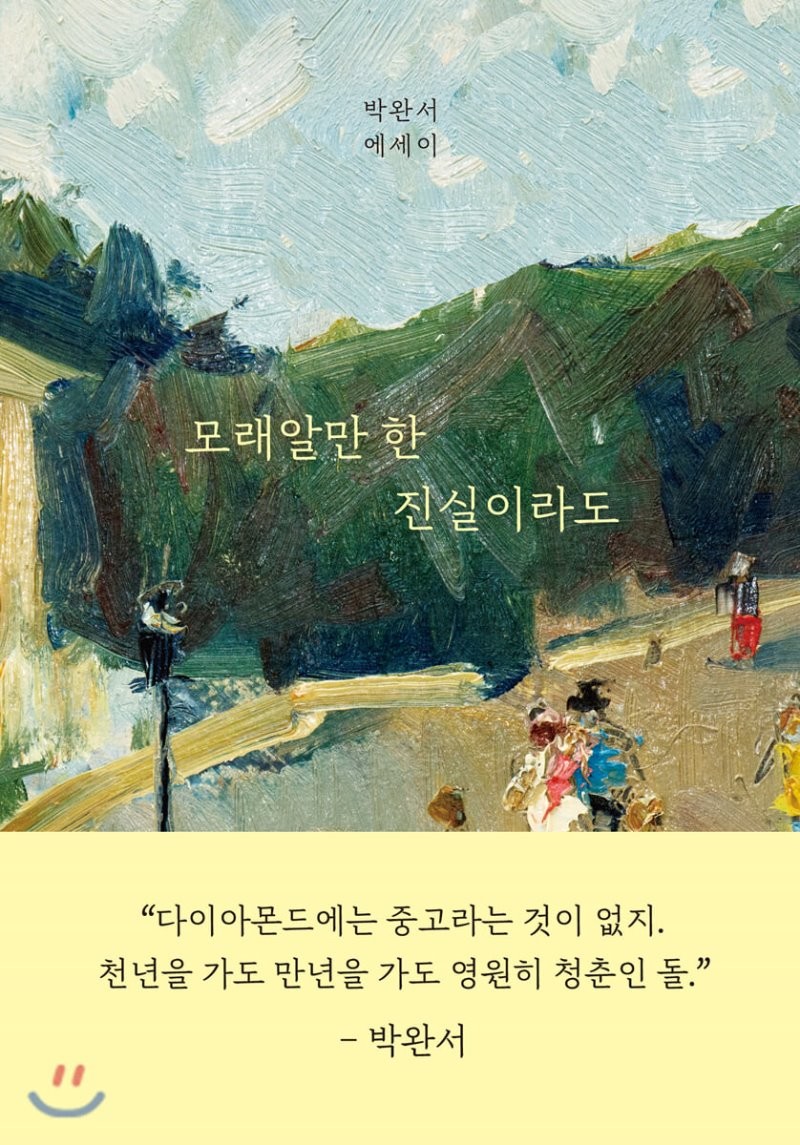 박완서
에세이
모래알만 한
진실이라도
“다이아몬드에는 중고라는 것이 없지.
천년을 가도 만년을 가도 영원히 청춘인 돌.”
– 박완서